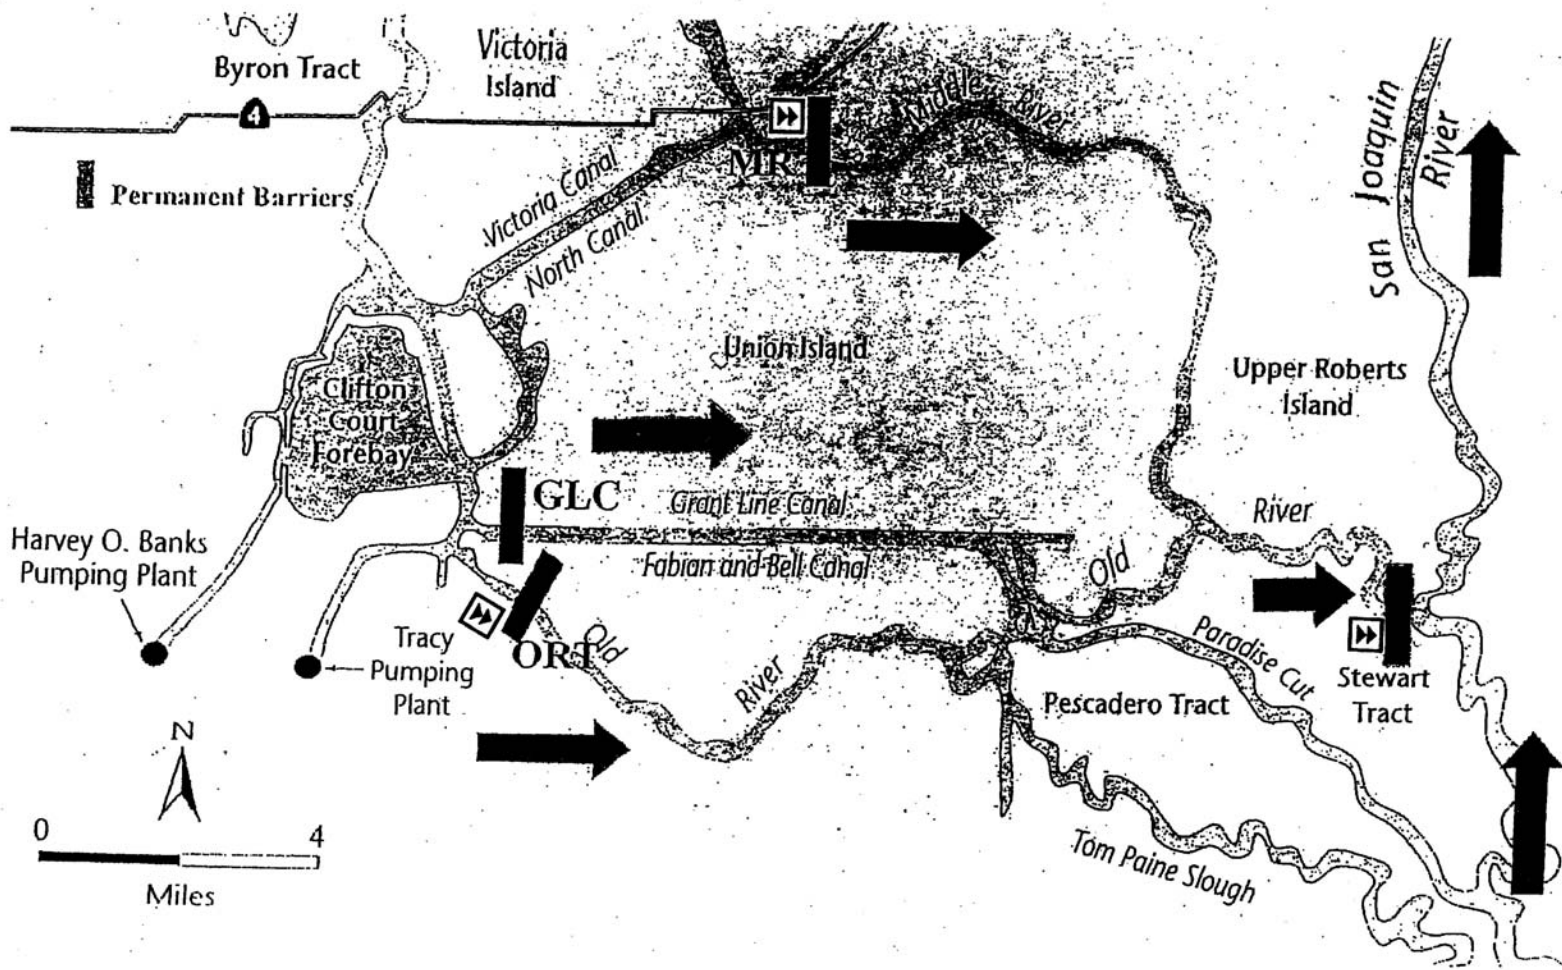 Byron Tract
Victoria
Island
4
Middle River
MR
Permanent Barriers
Victoria Canal
North Canal
San Joaquin
River
Union Island
Upper Roberts
Island
Clifton
Court
Forebay
GLC
Grant Line Canal
River
Harvey O. Banks
Pumping Plant
Fabian and Bell Canal
Old
ORT
Old
River
Tracy
Pumping
Plant
Paradise Cut
Stewart
Tract
Pescadero Tract
N
0 4
Miles
Tom Paine Slough